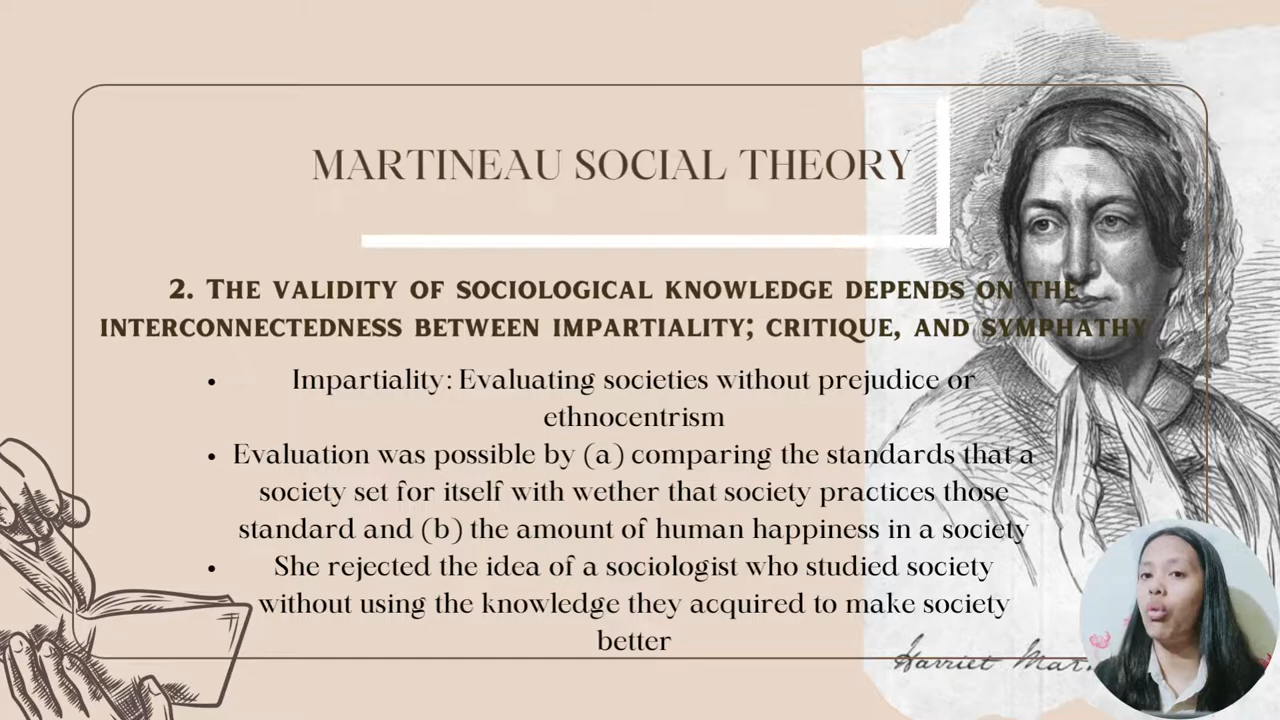 MARTINEAU SOCIAL THEORY
2. THE VALIDITY OF SOCIOLOGICAL KNOWLEDGE DEPENDS ON THE
INTERCONNECTEDNESS BETWEEN IMPARTIALITY; CRITIQUE, AND SYMPHATHY
• Impartiality: Evaluating societies without prejudice or
ethnocentrism
• Evaluation was possible by (a) comparing the standards that a
society set for itself with wether that society practices those
standard and (b) the amount of human happiness in a society
• She rejected the idea of a sociologist who studied society
without using the knowledge they acquired to make society
better
Harriet